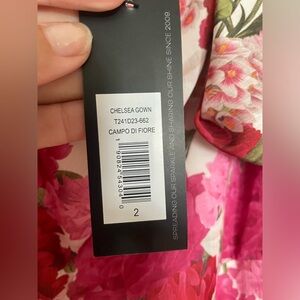 CHELSEA GOWN
T241D23-662
CAMPO DI FIORE
2
SPREADING OUR SPARKLE AND SHARING OUR SHINE SINCE 2009